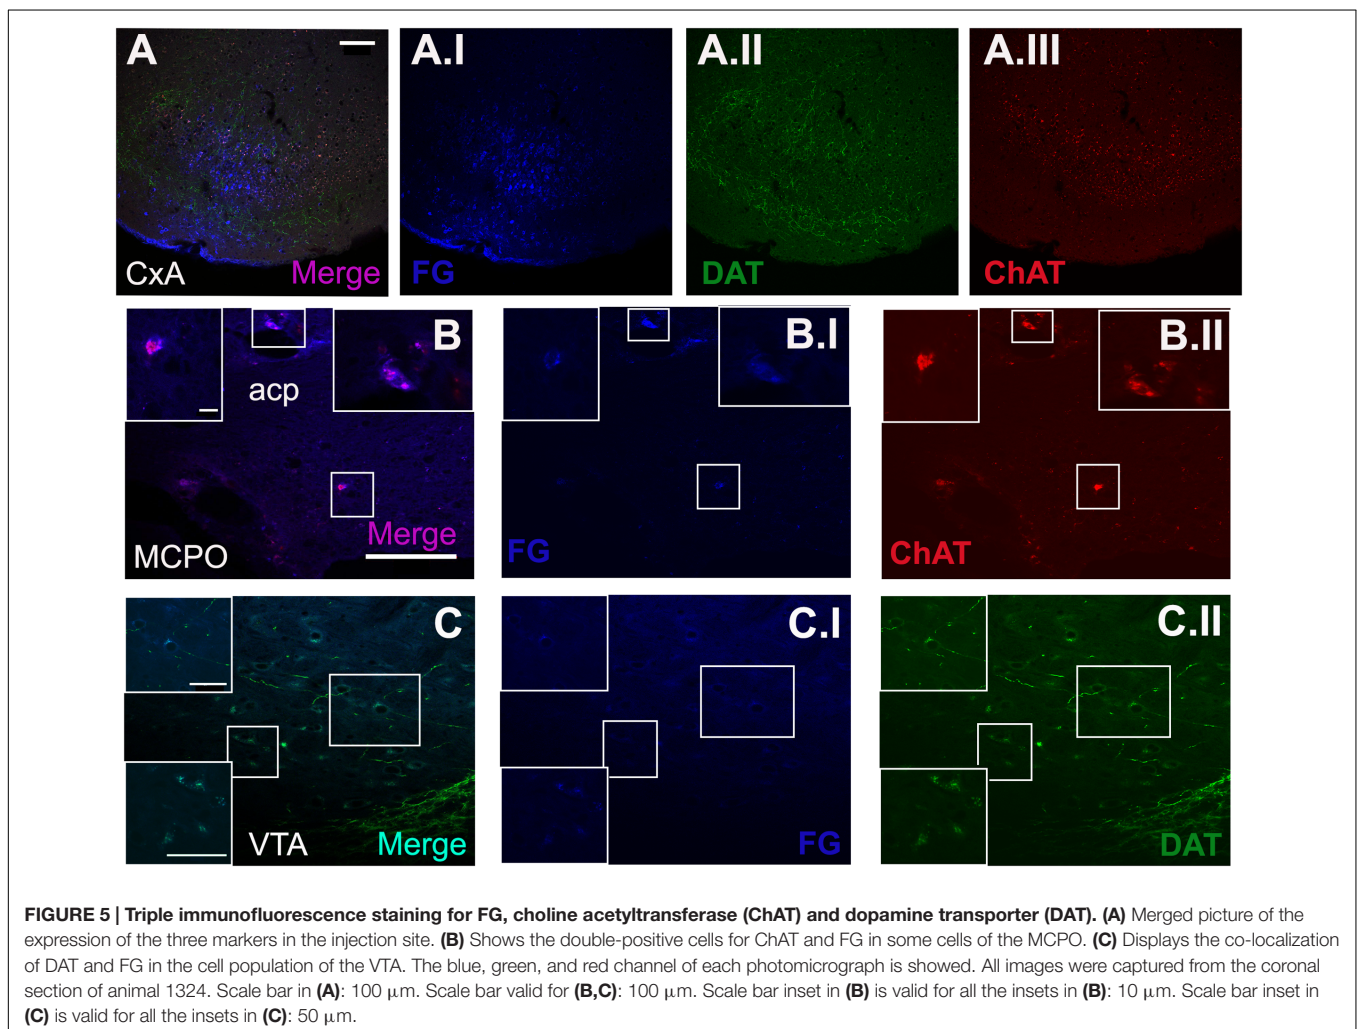 A A.I A.II A.III
CxA Merge FG DAT ChAT
B B.I B.II
acp
Merge
MCPO FG ChAT
C C.I C.II
VTA Merge FG DAT
FIGURE 5 | Triple immunofluorescence staining for FG, choline acetyltransferase (ChAT) and dopamine transporter (DAT). (A) Merged picture of the
expression of the three markers in the injection site. (B) Shows the double-positive cells for ChAT and FG in some cells of the MCPO. (C) Displays the co-localization
of DAT and FG in the cell population of the VTA. The blue, green, and red channel of each photomicrograph is showed. All images were captured from the coronal
section of animal 1324. Scale bar in (A): 100 μm. Scale bar valid for (B,C): 100 μm. Scale bar inset in (B) is valid for all the insets in (B): 10 μm. Scale bar inset in
(C) is valid for all the insets in (C): 50 μm.